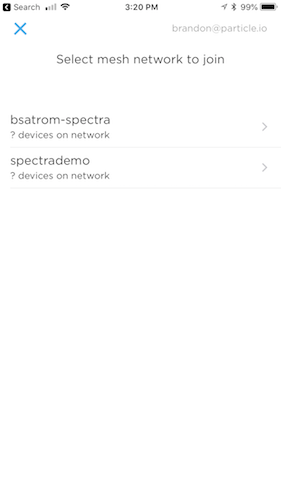 Search 3:20 PM 99%
brandon@particle.io
Select mesh network to join
bsatrom-spectra
? devices on network
spectrademo
? devices on network